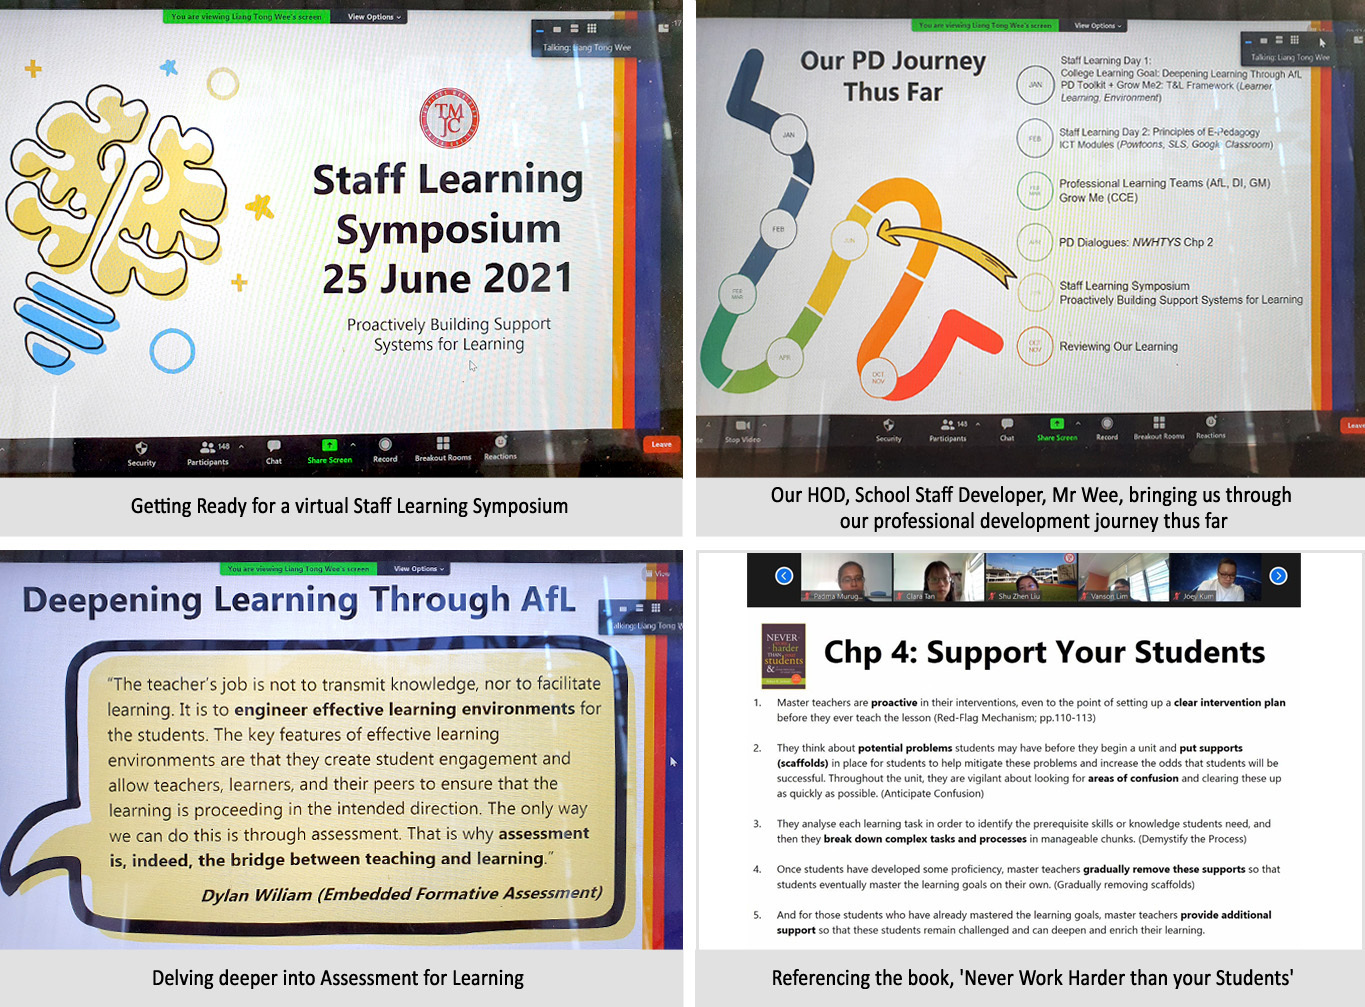 You are viewing Liang Tong Wee's screen
View Options
:17
Talking: Liang Tong Wee
TM
JC
Staff Learning
Symposium
25 June 2021
Proactively Building Support
Systems for Learning
Security
Participants
148
Chat
Share Screen
Record
Breakout Rooms
Reactions
Leave
Getting Ready for a virtual Staff Learning Symposium
You are viewing Liang Tong Wee's screen
View Options
Talking: Liang Tong Wee
Our PD Journey
Thus Far
JAN
FEB
FEB
MAR
APR
JUN
OCT
NOV
JAN
Staff Learning Day 1:
College Learning Goal: Deepening Learning Through AfL
PD Toolkit + Grow Me2: T&L Framework (Learner,
Learning, Environment)
FEB
Staff Learning Day 2: Principles of E-Pedagogy
ICT Modules (Powtoons, SLS, Google Classroom)
FEB
MAR
Professional Learning Teams (AfL, DI, GM)
Grow Me (CCE)
APR
PD Dialogues: NWHTYS Chp 2
Staff Learning Symposium
Proactively Building Support Systems for Learning
OCT
NOV
Reviewing Our Learning
Stop Video
Security
Participants
148
Chat
Share Screen
Record
Breakout Rooms
Reactions
Leave
Our HOD, School Staff Developer, Mr Wee, bringing us through
our professional development journey thus far
You are viewing Liang Tong Wee's screen
View Options
View
Talking: Liang Tong W
Deepening Learning Through AfL
“The teacher's job is not to transmit knowledge, nor to facilitate
learning. It is to engineer effective learning environments for
the students. The key features of effective learning
environments are that they create student engagement and
allow teachers, learners, and their peers to ensure that the
learning is proceeding in the intended direction. The only way
we can do this is through assessment. That is why assessment
is, indeed, the bridge between teaching and learning.”
Dylan Wiliam (Embedded Formative Assessment)
Delving deeper into Assessment for Learning
Padma Murug...
Clara Tan
Shu Zhen Liu
Vanson Lim
Joey Kum
NEVER
harder
THAN
students
&
Chp 4: Support Your Students
1. Master teachers are proactive in their interventions, even to the point of setting up a clear intervention plan
before they ever teach the lesson (Red-Flag Mechanism; pp.110-113)
2. They think about potential problems students may have before they begin a unit and put supports
(scaffolds) in place for students to help mitigate these problems and increase the odds that students will be
successful. Throughout the unit, they are vigilant about looking for areas of confusion and clearing these up
as quickly as possible. (Anticipate Confusion)
3. They analyse each learning task in order to identify the prerequisite skills or knowledge students need, and
then they break down complex tasks and processes in manageable chunks. (Demystify the Process)
4. Once students have developed some proficiency, master teachers gradually remove these supports so that
students eventually master the learning goals on their own. (Gradually removing scaffolds)
5. And for those students who have already mastered the learning goals, master teachers provide additional
support so that these students remain challenged and can deepen and enrich their learning.
Referencing the book, 'Never Work Harder than your Students'